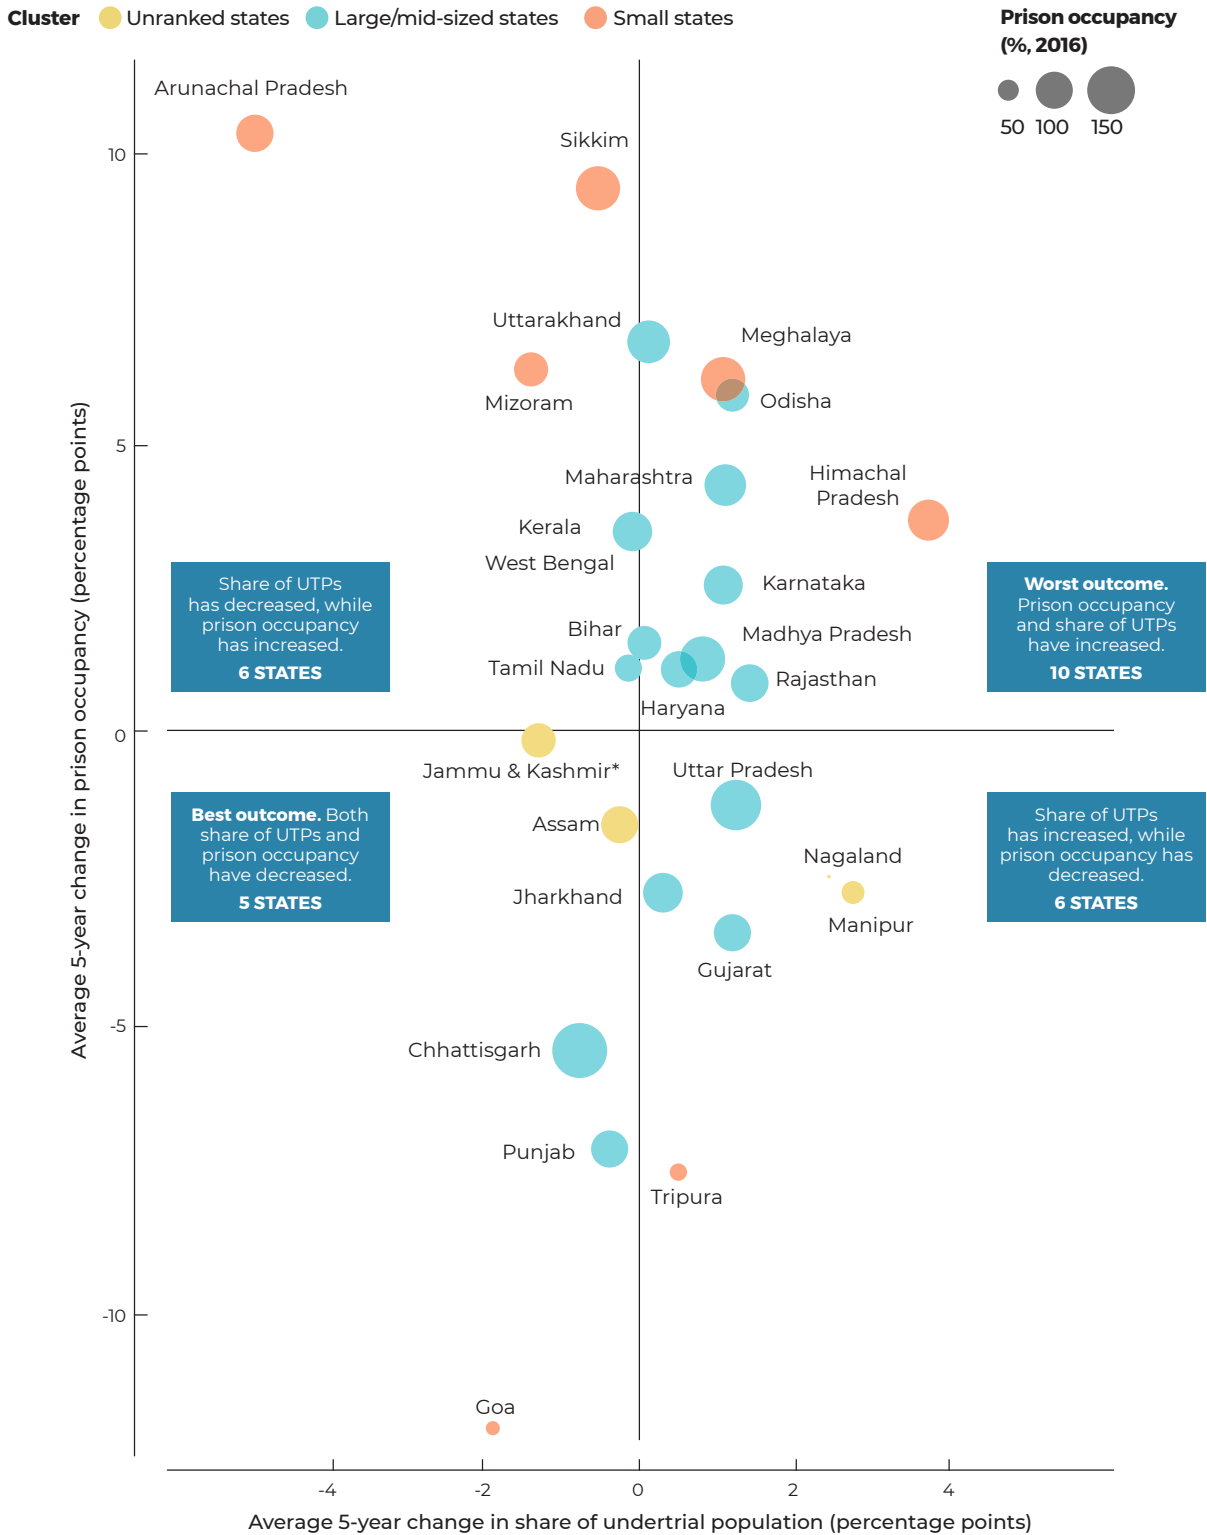 Cluster Unranked states Large/mid-sized states Small states
Prison occupancy
(%, 2016)
50 100 150
Arunachal Pradesh
Sikkim
10
Uttarakhand
Meghalaya
Mizoram
Odisha
5
Maharashtra
Himachal
Pradesh
Kerala
West Bengal
Karnataka
Share of UTPs
has decreased, while
prison occupancy
has increased.
6 STATES
Worst outcome.
Prison occupancy
and share of UTPs
have increased.
10 STATES
Bihar
Madhya Pradesh
Tamil Nadu
Rajasthan
Haryana
0
Jammu & Kashmir*
Uttar Pradesh
Assam
Best outcome. Both
share of UTPs and
prison occupancy
have decreased.
5 STATES
Share of UTPs
has increased, while
prison occupancy has
decreased.
6 STATES
Nagaland
Jharkhand
Manipur
Gujarat
-5
Chhattisgarh
Punjab
Tripura
-10
Goa
Average 5-year change in prison occupancy (percentage points)
-4 -2 0 2 4
Average 5-year change in share of undertrial population (percentage points)